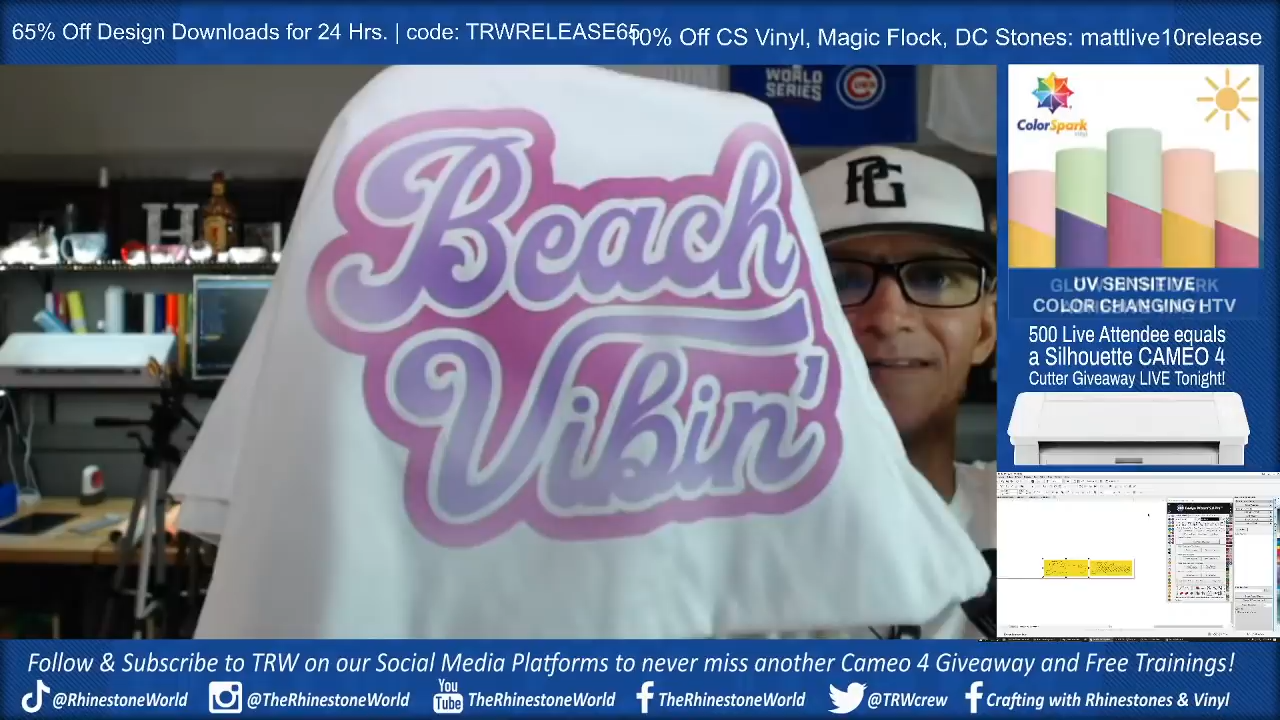 65% Off Design Downloads for 24 Hrs. | code: TRWRELEASE65
10% Off CS Vinyl, Magic Flock, DC Stones: mattlive10release
WORLD
SERIES
CUBS
PG
Beach
Vibin'
H
ColorSpark
vinyl
UV SENSITIVE
COLOR CHANGING HTV
500 Live Attendee equals
a Silhouette CAMEO 4
Cutter Giveaway LIVE Tonight!
Follow & Subscribe to TRW on our Social Media Platforms to never miss another Cameo 4 Giveaway and Free Trainings!
@RhinestoneWorld
@TheRhinestoneWorld
You
Tube
TheRhinestoneWorld
TheRhinestoneWorld
@TRWcrew
Crafting with Rhinestones & Vinyl